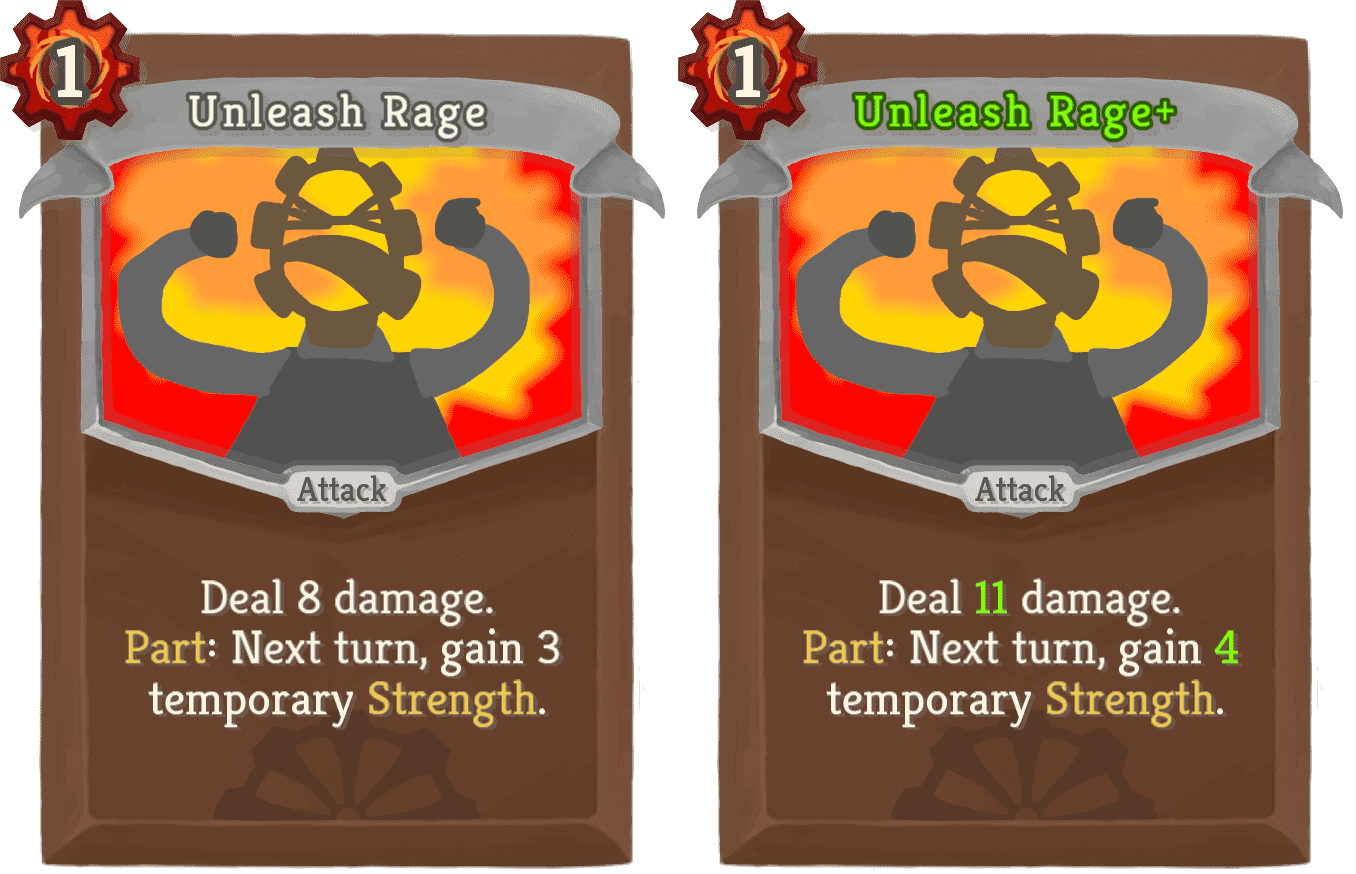 1
Unleash Rage
Attack
Deal 8 damage.
Part: Next turn, gain 3
temporary Strength.
1
Unleash Rage+
Attack
Deal 11 damage.
Part: Next turn, gain 4
temporary Strength.